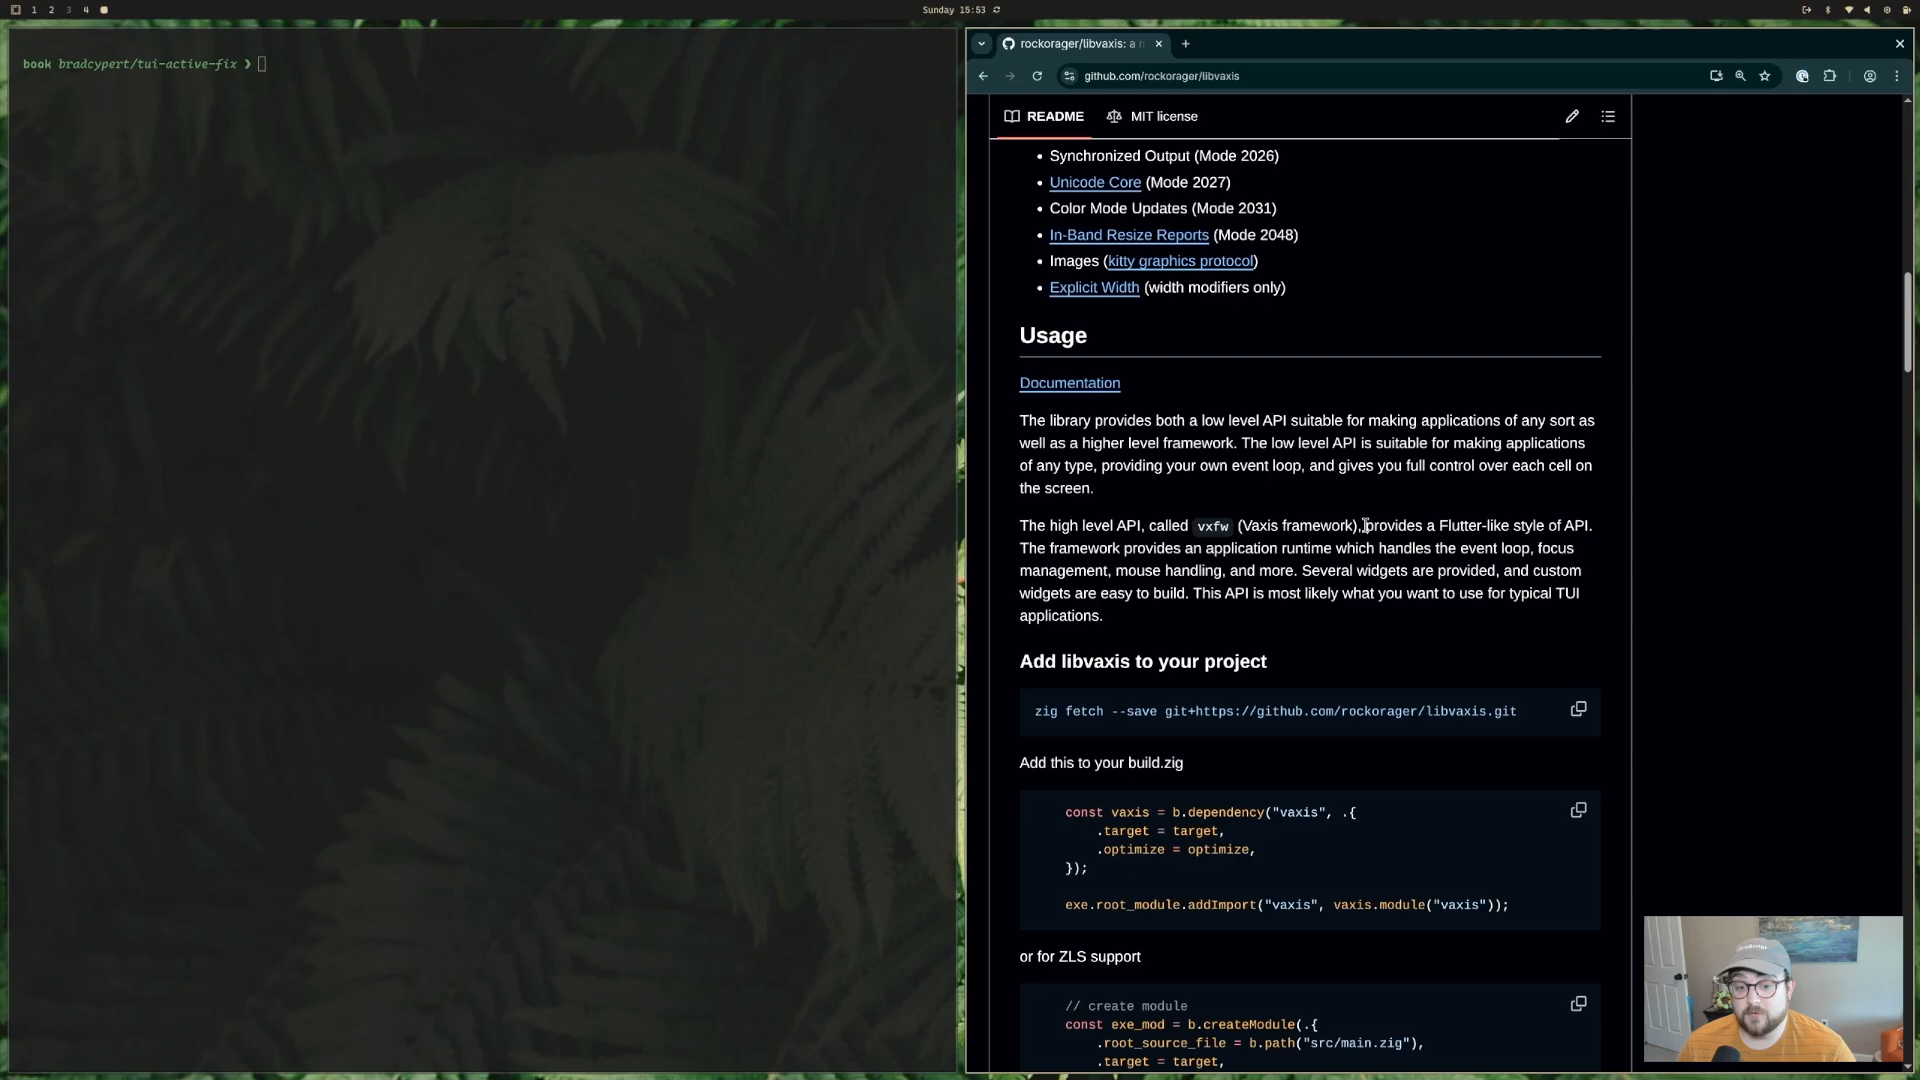 1 2 3 4
Sunday 15:53
book bradcypert/tui-active-fix ❯
rockorager/libvaxis: a
github.com/rockorager/libvaxis
README
MIT license
• Synchronized Output (Mode 2026)
• Unicode Core (Mode 2027)
• Color Mode Updates (Mode 2031)
• In-Band Resize Reports (Mode 2048)
• Images (kitty graphics protocol)
• Explicit Width (width modifiers only)
Usage
Documentation
The library provides both a low level API suitable for making applications of any sort as
well as a higher level framework. The low level API is suitable for making applications
of any type, providing your own event loop, and gives you full control over each cell on
the screen.
The high level API, called vxfw (Vaxis framework), provides a Flutter-like style of API.
The framework provides an application runtime which handles the event loop, focus
management, mouse handling, and more. Several widgets are provided, and custom
widgets are easy to build. This API is most likely what you want to use for typical TUI
applications.
Add libvaxis to your project
zig fetch --save git+https://github.com/rockorager/libvaxis.git
Add this to your build.zig
const vaxis = b.dependency("vaxis", .{
.target = target,
.optimize = optimize,
});
exe.root_module.addImport("vaxis", vaxis.module("vaxis"));
or for ZLS support
// create module
const exe_mod = b.createModule(.{
.root_source_file = b.path("src/main.zig"),
.target = target,